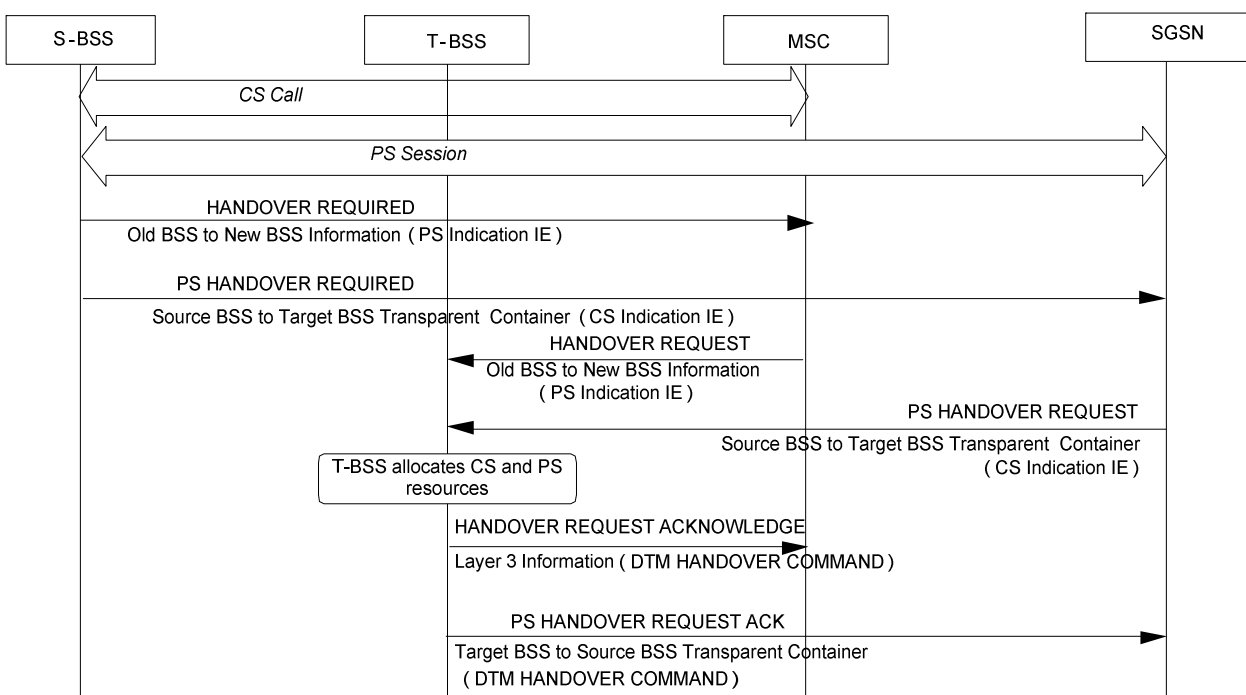 S-BSS
T-BSS
MSC
SGSN
CS Call
PS Session
HANDOVER REQUIRED
Old BSS to New BSS Information ( PS Indication IE )
PS HANDOVER REQUIRED
Source BSS to Target BSS Transparent Container ( CS Indication IE )
HANDOVER REQUEST
Old BSS to New BSS Information
( PS Indication IE )
PS HANDOVER REQUEST
Source BSS to Target BSS Transparent Container
( CS Indication IE )
T-BSS allocates CS and PS
resources
HANDOVER REQUEST ACKNOWLEDGE
Layer 3 Information ( DTM HANDOVER COMMAND )
PS HANDOVER REQUEST ACK
Target BSS to Source BSS Transparent Container
( DTM HANDOVER COMMAND )